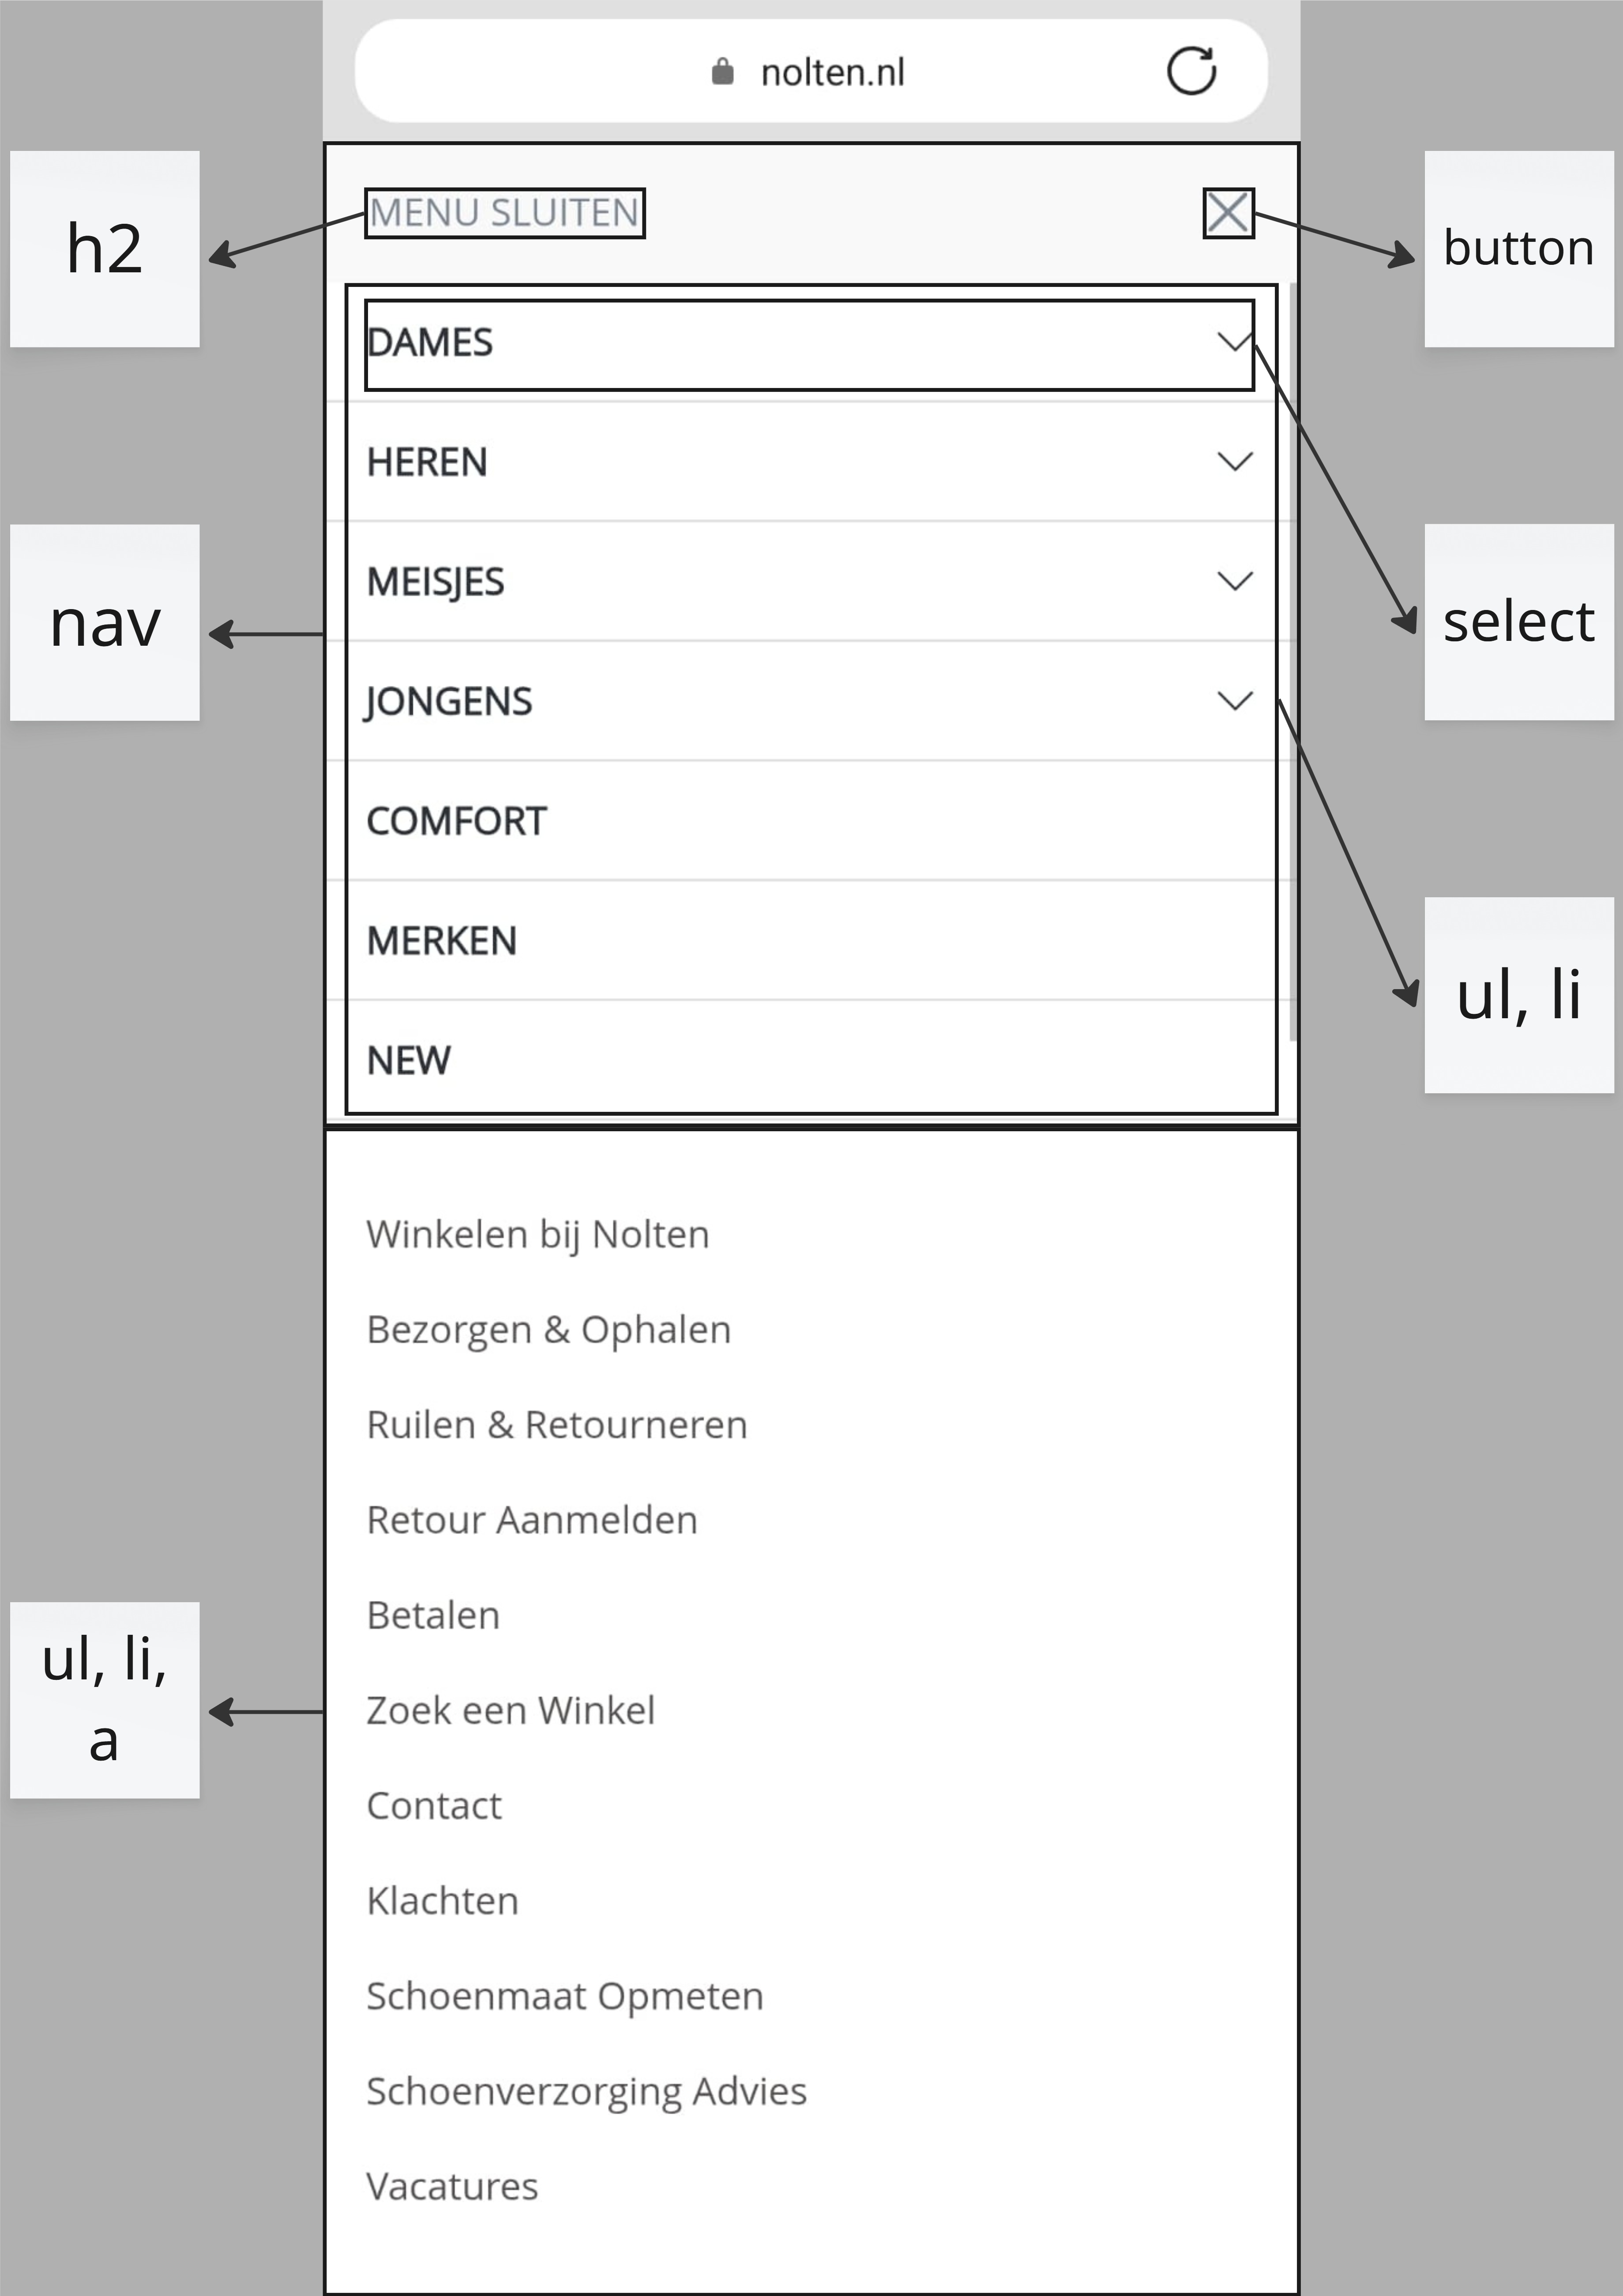 nolten.nl
h2
MENU SLUITEN
button
DAMES
HEREN
nav
MEISJES
select
JONGENS
COMFORT
MERKEN
ul, li
NEW
Winkelen bij Nolten
Bezorgen & Ophalen
Ruilen & Retourneren
Retour Aanmelden
Betalen
ul, li,
a
Zoek een Winkel
Contact
Klachten
Schoenmaat Opmeten
Schoenverzorging Advies
Vacatures